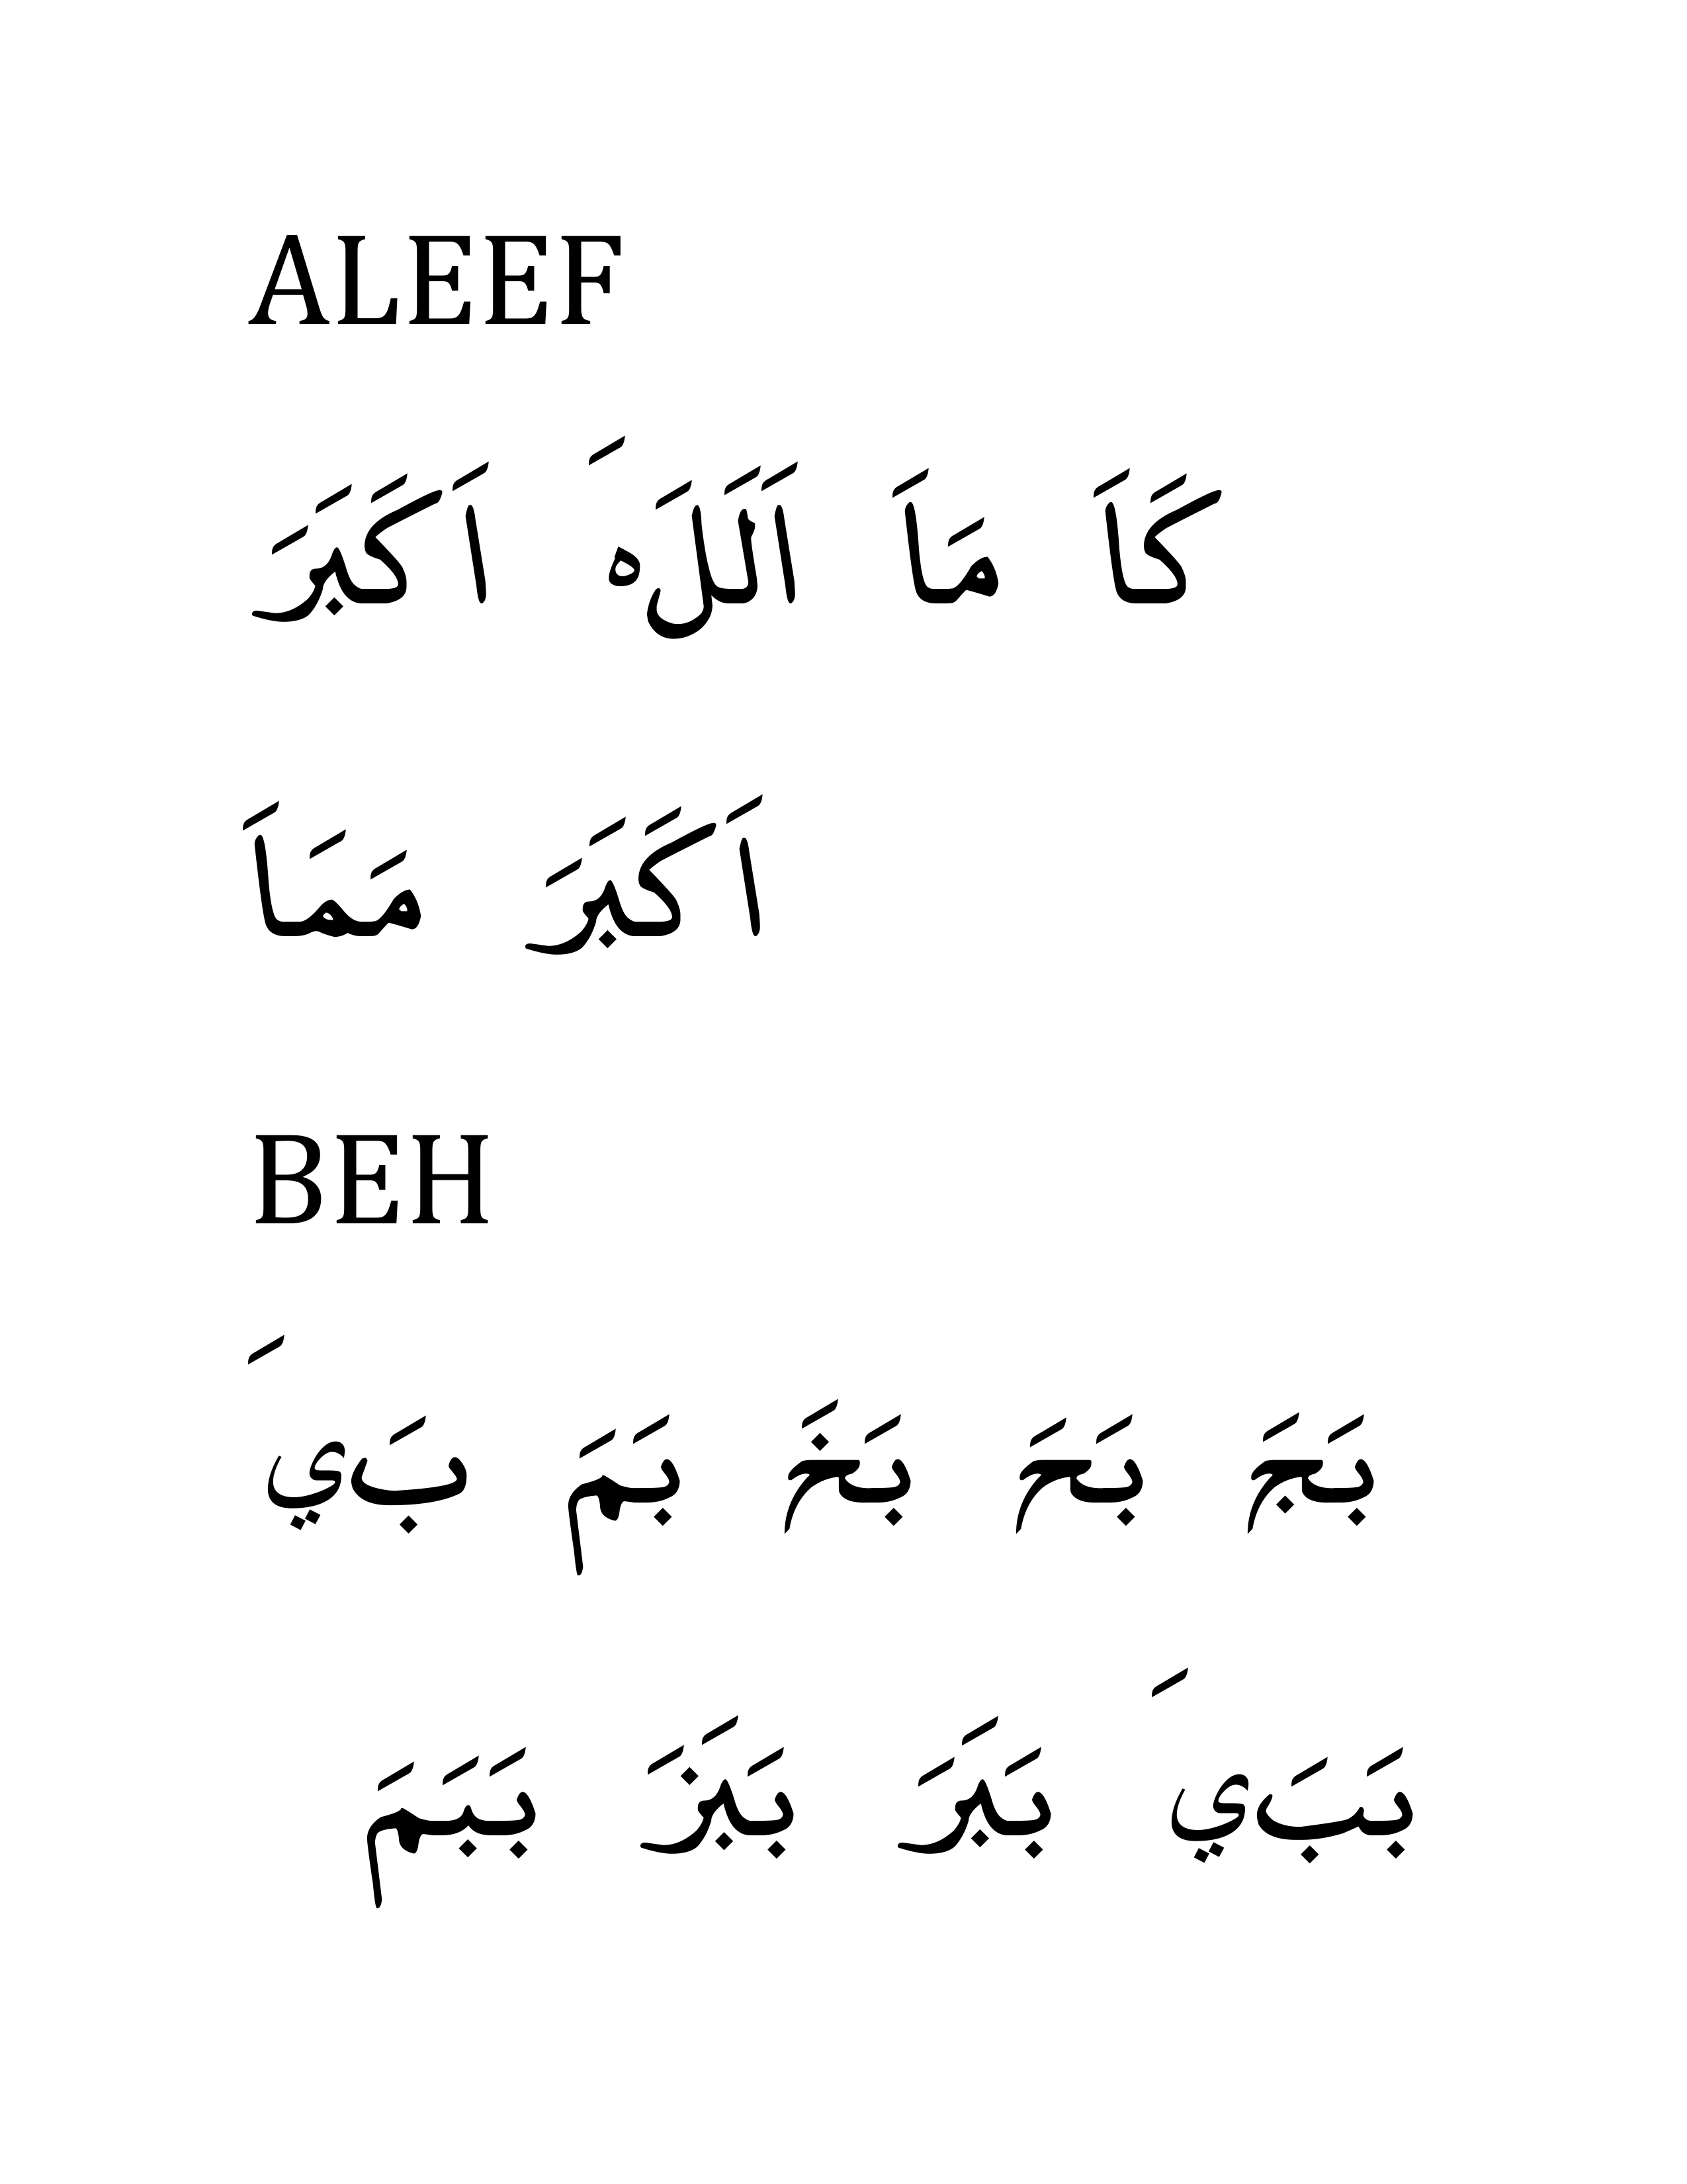 ALEEF
كَاَ مَاَ اَلَلَهَ اَكَبَرَ
اَكَبَرَ مَمَاَ
BEH
بَجَ بَحَ بَخَ بَمَ بَيَ
بَبَيَ بَبَرَ بَبَزَ بَبَمَ